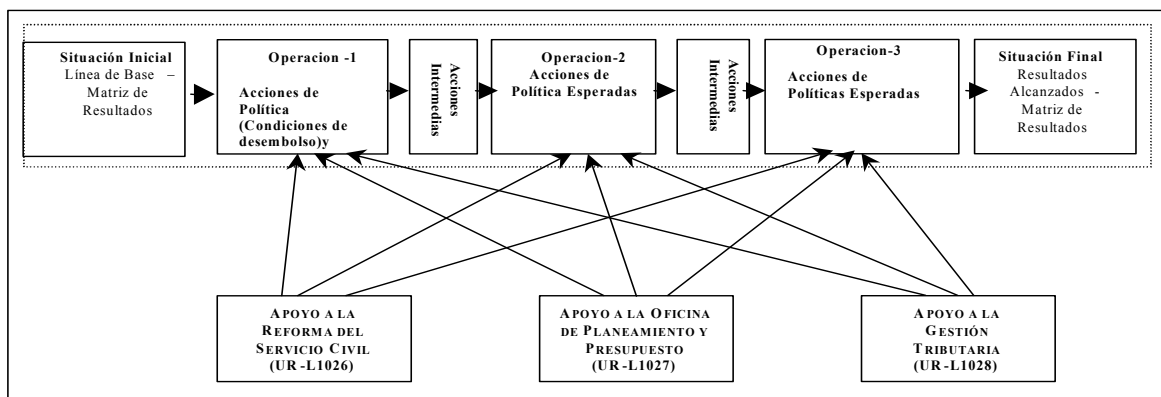 Situación Inicial
Línea de Base –
Matriz de
Resultados
Operacion -1
Acciones de
Política
(Condiciones de
desembolso)y
Acciones
Intermedias
Operacion-2
Acciones de
Política Esperadas
Acciones
Intermedias
Operacion-3
Acciones de
Políticas Esperadas
Situación Final
Resultados
Alcanzados -
Matriz de
Resultados
APOYO A LA
REFORMA DEL
SERVICIO CIVIL
(UR-L1026)
APOYO A LA OFICINA
DE PLANEAMIENTO Y
PRESUPUESTO
(UR-L1027)
APOYO A LA
GESTIÓN
TRIBUTARIA
(UR-L1028)